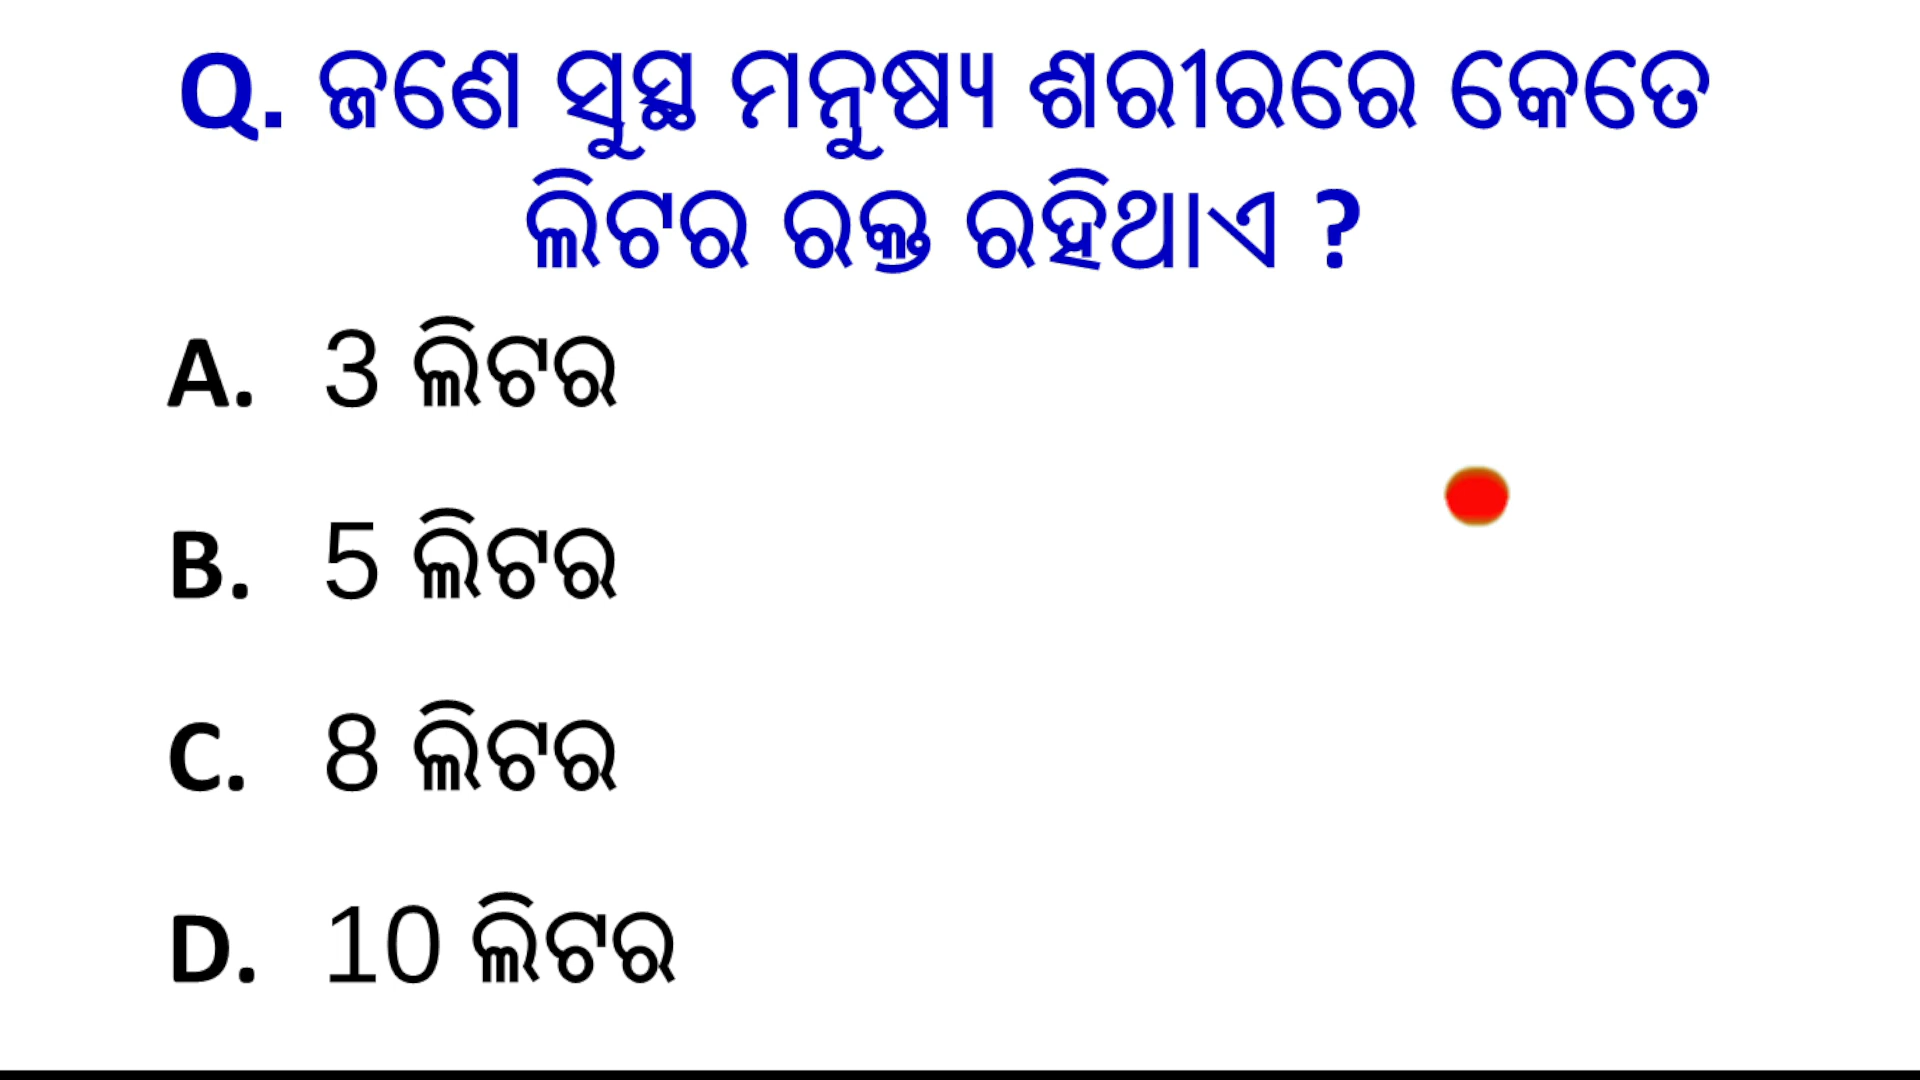 Q. ଜଣେ ସୁସ୍ଥ ମନୁଷ୍ୟ ଶରୀରରେ କେତେ
ଲିଟର ରକ୍ତ ରହିଥାଏ ?
A. 3 ଲିଟର
B. 5 ଲିଟର
C. 8 ଲିଟର
D. 10 ଲିଟର